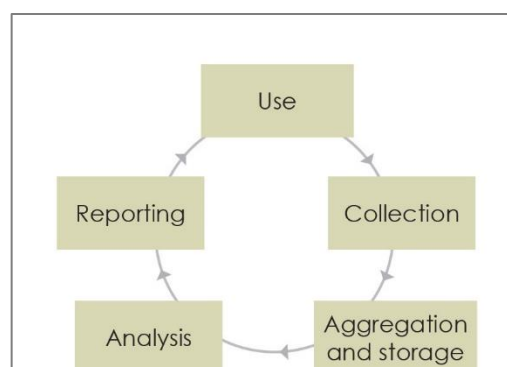 Use
Reporting
Collection
Analysis
Aggregation
and storage